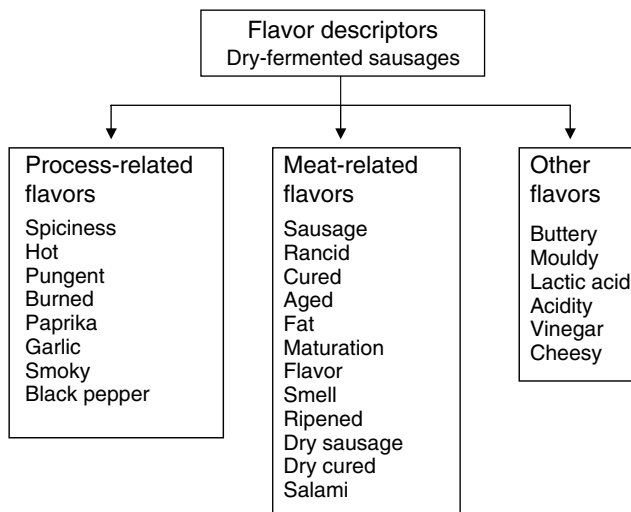 Flavor descriptors
Dry-fermented sausages
Process-related
flavors
Spiciness
Hot
Pungent
Burned
Paprika
Garlic
Smoky
Black pepper
Meat-related
flavors
Sausage
Rancid
Cured
Aged
Fat
Maturation
Flavor
Smell
Ripened
Dry sausage
Dry cured
Salami
Other
flavors
Buttery
Mouldy
Lactic acid
Acidity
Vinegar
Cheesy